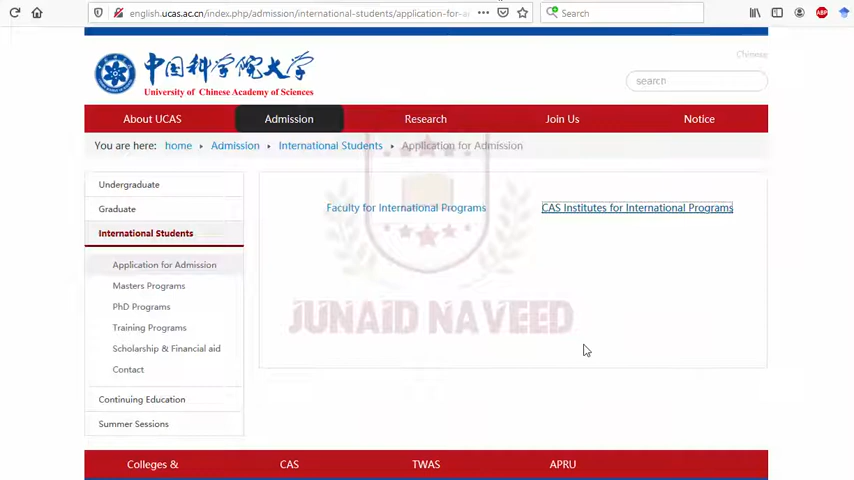 english.ucas.ac.cn/index.php/admission/international-students/application-for-a
Search
ABP
中国科学院大学
University of Chinese Academy of Sciences
Chinese
search
About UCAS
Admission
Research
Join Us
Notice
You are here: home Admission International Students Application for Admission
Undergraduate
Graduate
International Students
Application for Admission
Masters Programs
PhD Programs
Training Programs
Scholarship & Financial aid
Contact
Continuing Education
Summer Sessions
Faculty for International Programs
CAS Institutes for International Programs
JUNAID NAVEED
Colleges &
CAS
TWAS
APRU